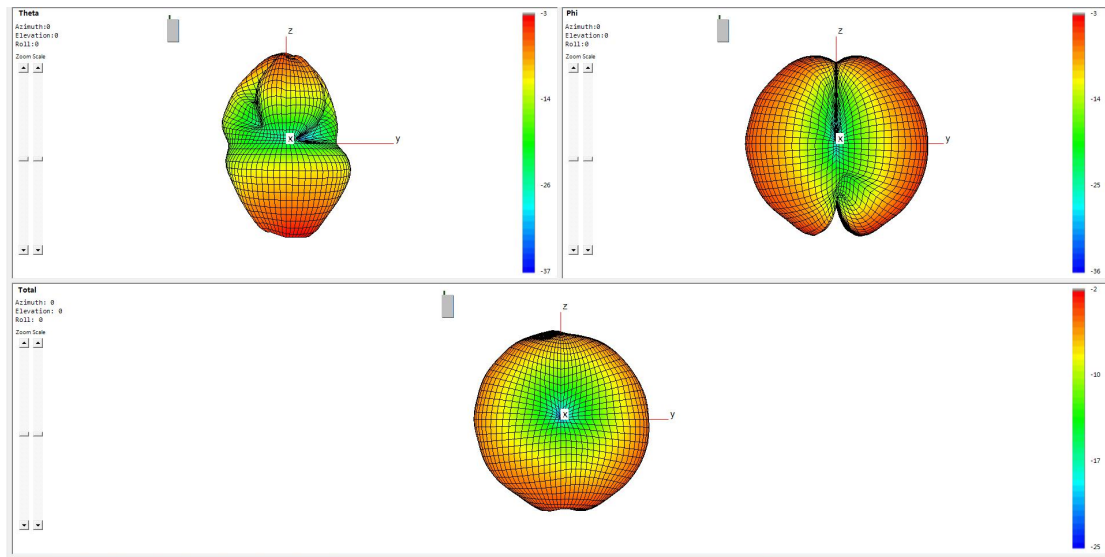 Theta
Azimuth:0
Elevation:0
Roll:0
Zoom Scale
z
x
y
-3
-14
-26
-37
Phi
Azimuth:0
Elevation:0
Roll:0
Zoom Scale
z
x
y
-3
-14
-25
-36
Total
Azimuth: 0
Elevation: 0
Roll: 0
Zoom Scale
z
x
y
-2
-10
-17
-25